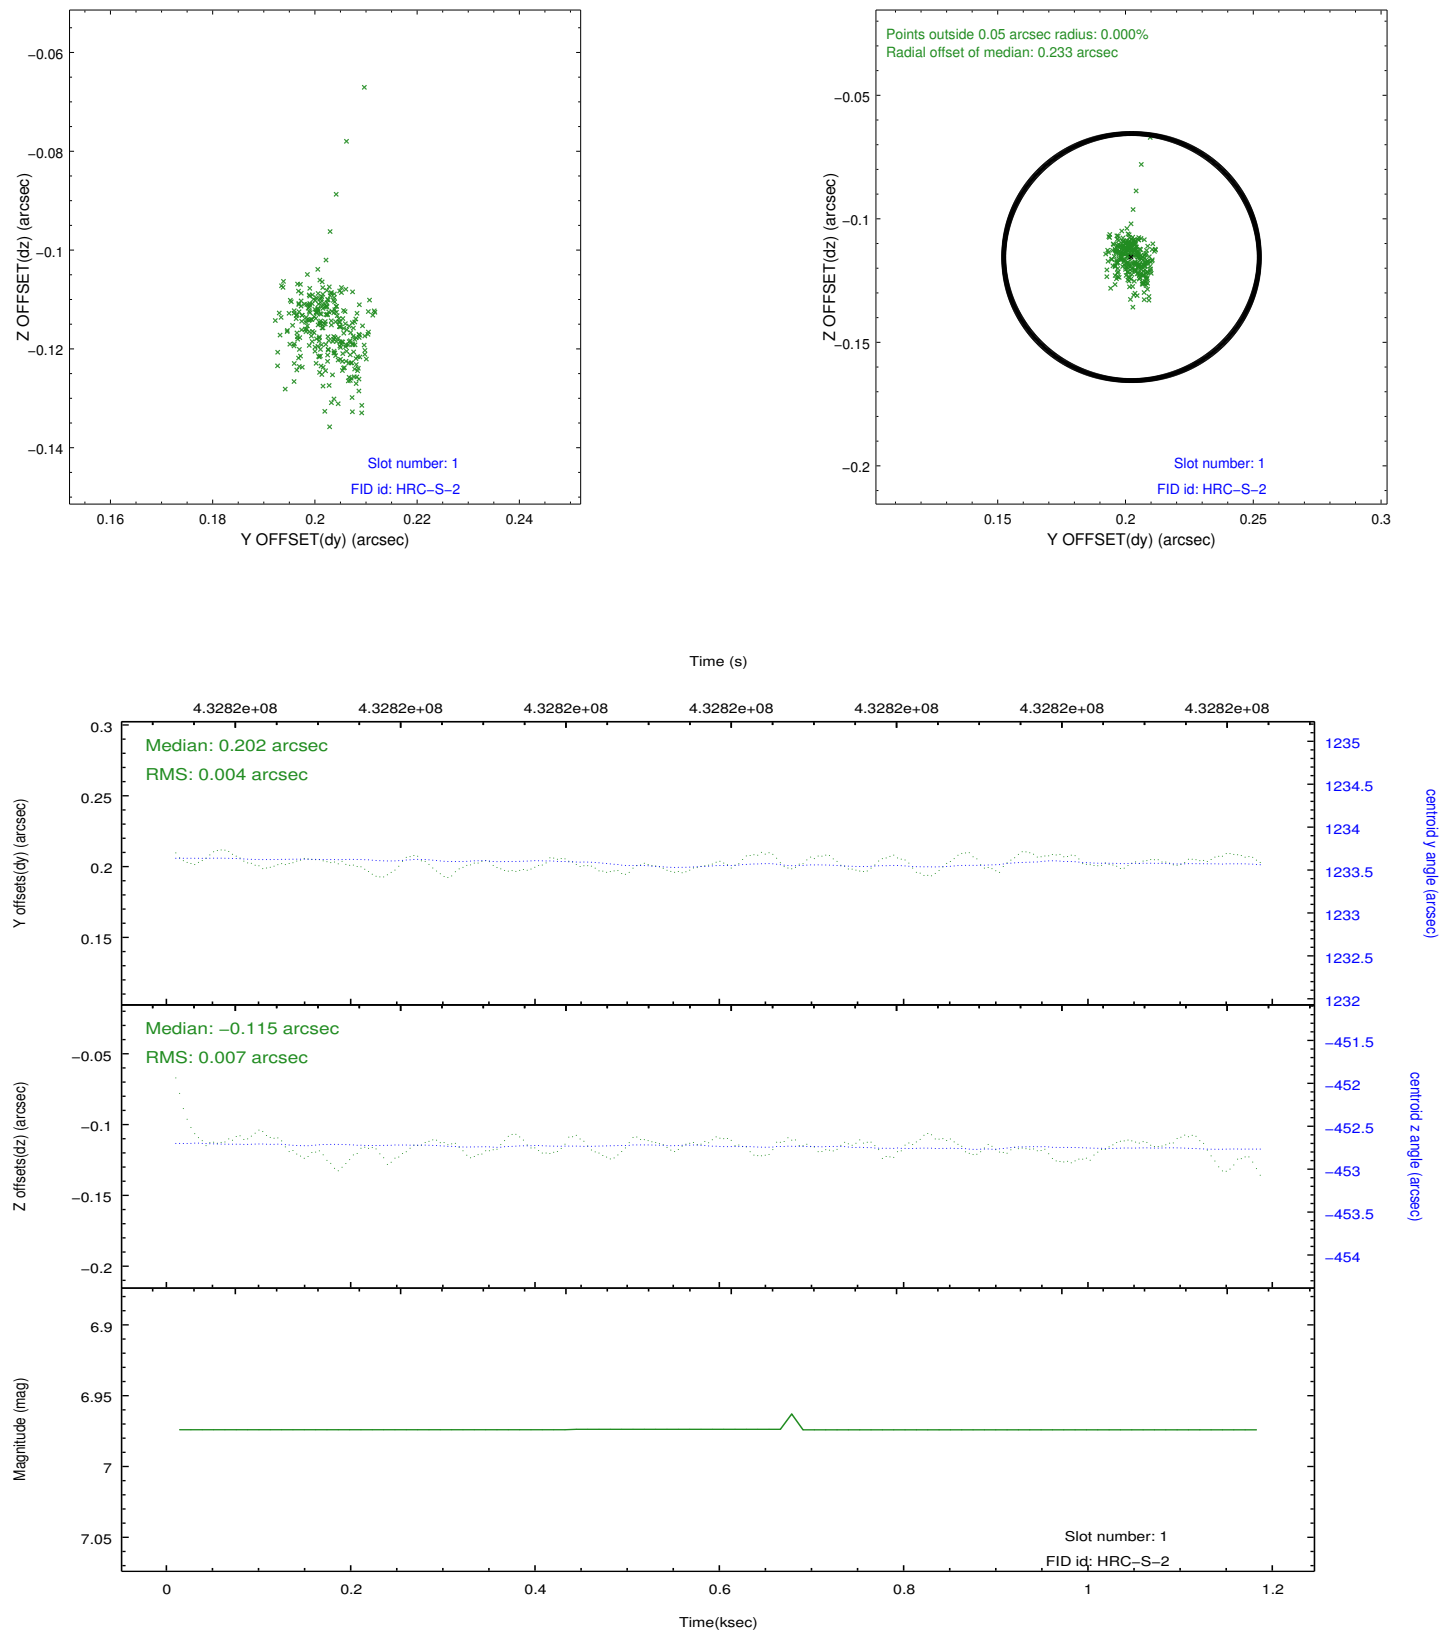 −0.06
−0.08
−0.1
−0.12
−0.14
Z OFFSET(dz) (arcsec)
0.16
0.18
0.2
0.22
0.24
Y OFFSET(dy) (arcsec)
Slot number: 1
FID id: HRC−S−2
Points outside 0.05 arcsec radius: 0.000%
Radial offset of median: 0.233 arcsec
−0.05
−0.1
−0.15
−0.2
Z OFFSET(dz) (arcsec)
0.15
0.2
0.25
0.3
Y OFFSET(dy) (arcsec)
Slot number: 1
FID id: HRC−S−2
Time (s)
4.3282e+08
4.3282e+08
4.3282e+08
4.3282e+08
4.3282e+08
4.3282e+08
4.3282e+08
Median: 0.202 arcsec
RMS: 0.004 arcsec
0.3
0.25
0.2
0.15
Y offsets(dy) (arcsec)
1235
1234.5
1234
1233.5
1233
1232.5
1232
centroid y angle (arcsec)
Median: −0.115 arcsec
RMS: 0.007 arcsec
−0.05
−0.1
−0.15
−0.2
Z offsets(dz) (arcsec)
−451.5
−452
−452.5
−453
−453.5
−454
centroid z angle (arcsec)
6.9
6.95
7
7.05
Magnitude (mag)
Slot number: 1
FID id: HRC−S−2
0
0.2
0.4
0.6
0.8
1
1.2
Time(ksec)